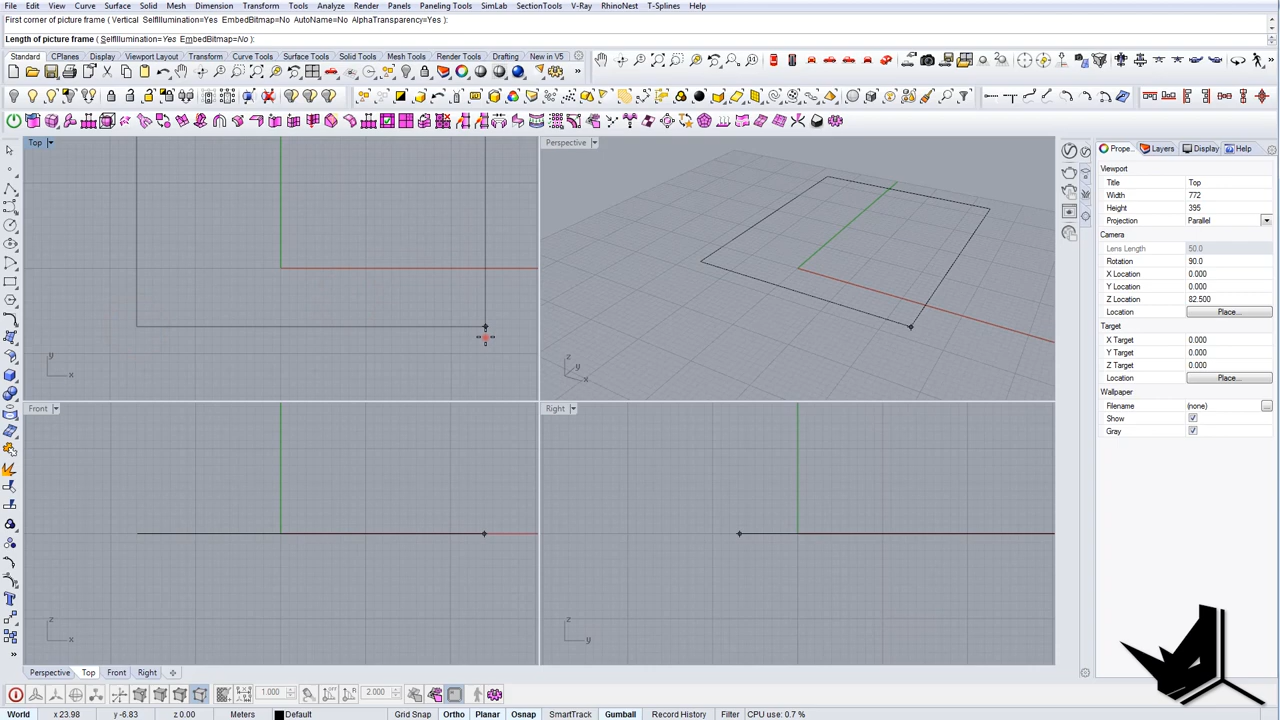 File Edit View Curve Surface Solid Mesh Dimension Transform Tools Analyze Render Panels Paneling Tools SimLab SectionTools V-Ray RhinoNest T-Splines Help
First corner of picture frame ( Vertical SelfIllumination=Yes EmbedBitmap=No AutoName=No AlphaTransparency=Yes ):
Length of picture frame ( SelfIllumination=Yes EmbedBitmap=No ):
Standard CPlanes Display Viewport Layout Transform Curve Tools Surface Tools Solid Tools Mesh Tools Render Tools Drafting New in V5
Top
Perspective
Prope... Layers Display Help
Viewport
Title Top
Width 772
Height 395
Projection Parallel
Camera
Lens Length 50.0
Rotation 90.0
X Location 0.000
Y Location 0.000
Z Location 82.500
Location Place...
Target
X Target 0.000
Y Target 0.000
Z Target 0.000
Location Place...
Wallpaper
Filename (none) ...
Show
Gray
y
x
z
y
x
Front
Right
z
x
z
y
Perspective Top Front Right
1.000 2.000
World x 23.98 y -6.83 z 0.00 Meters Default Grid Snap Ortho Planar Osnap SmartTrack Gumball Record History Filter CPU use: 0.7 %